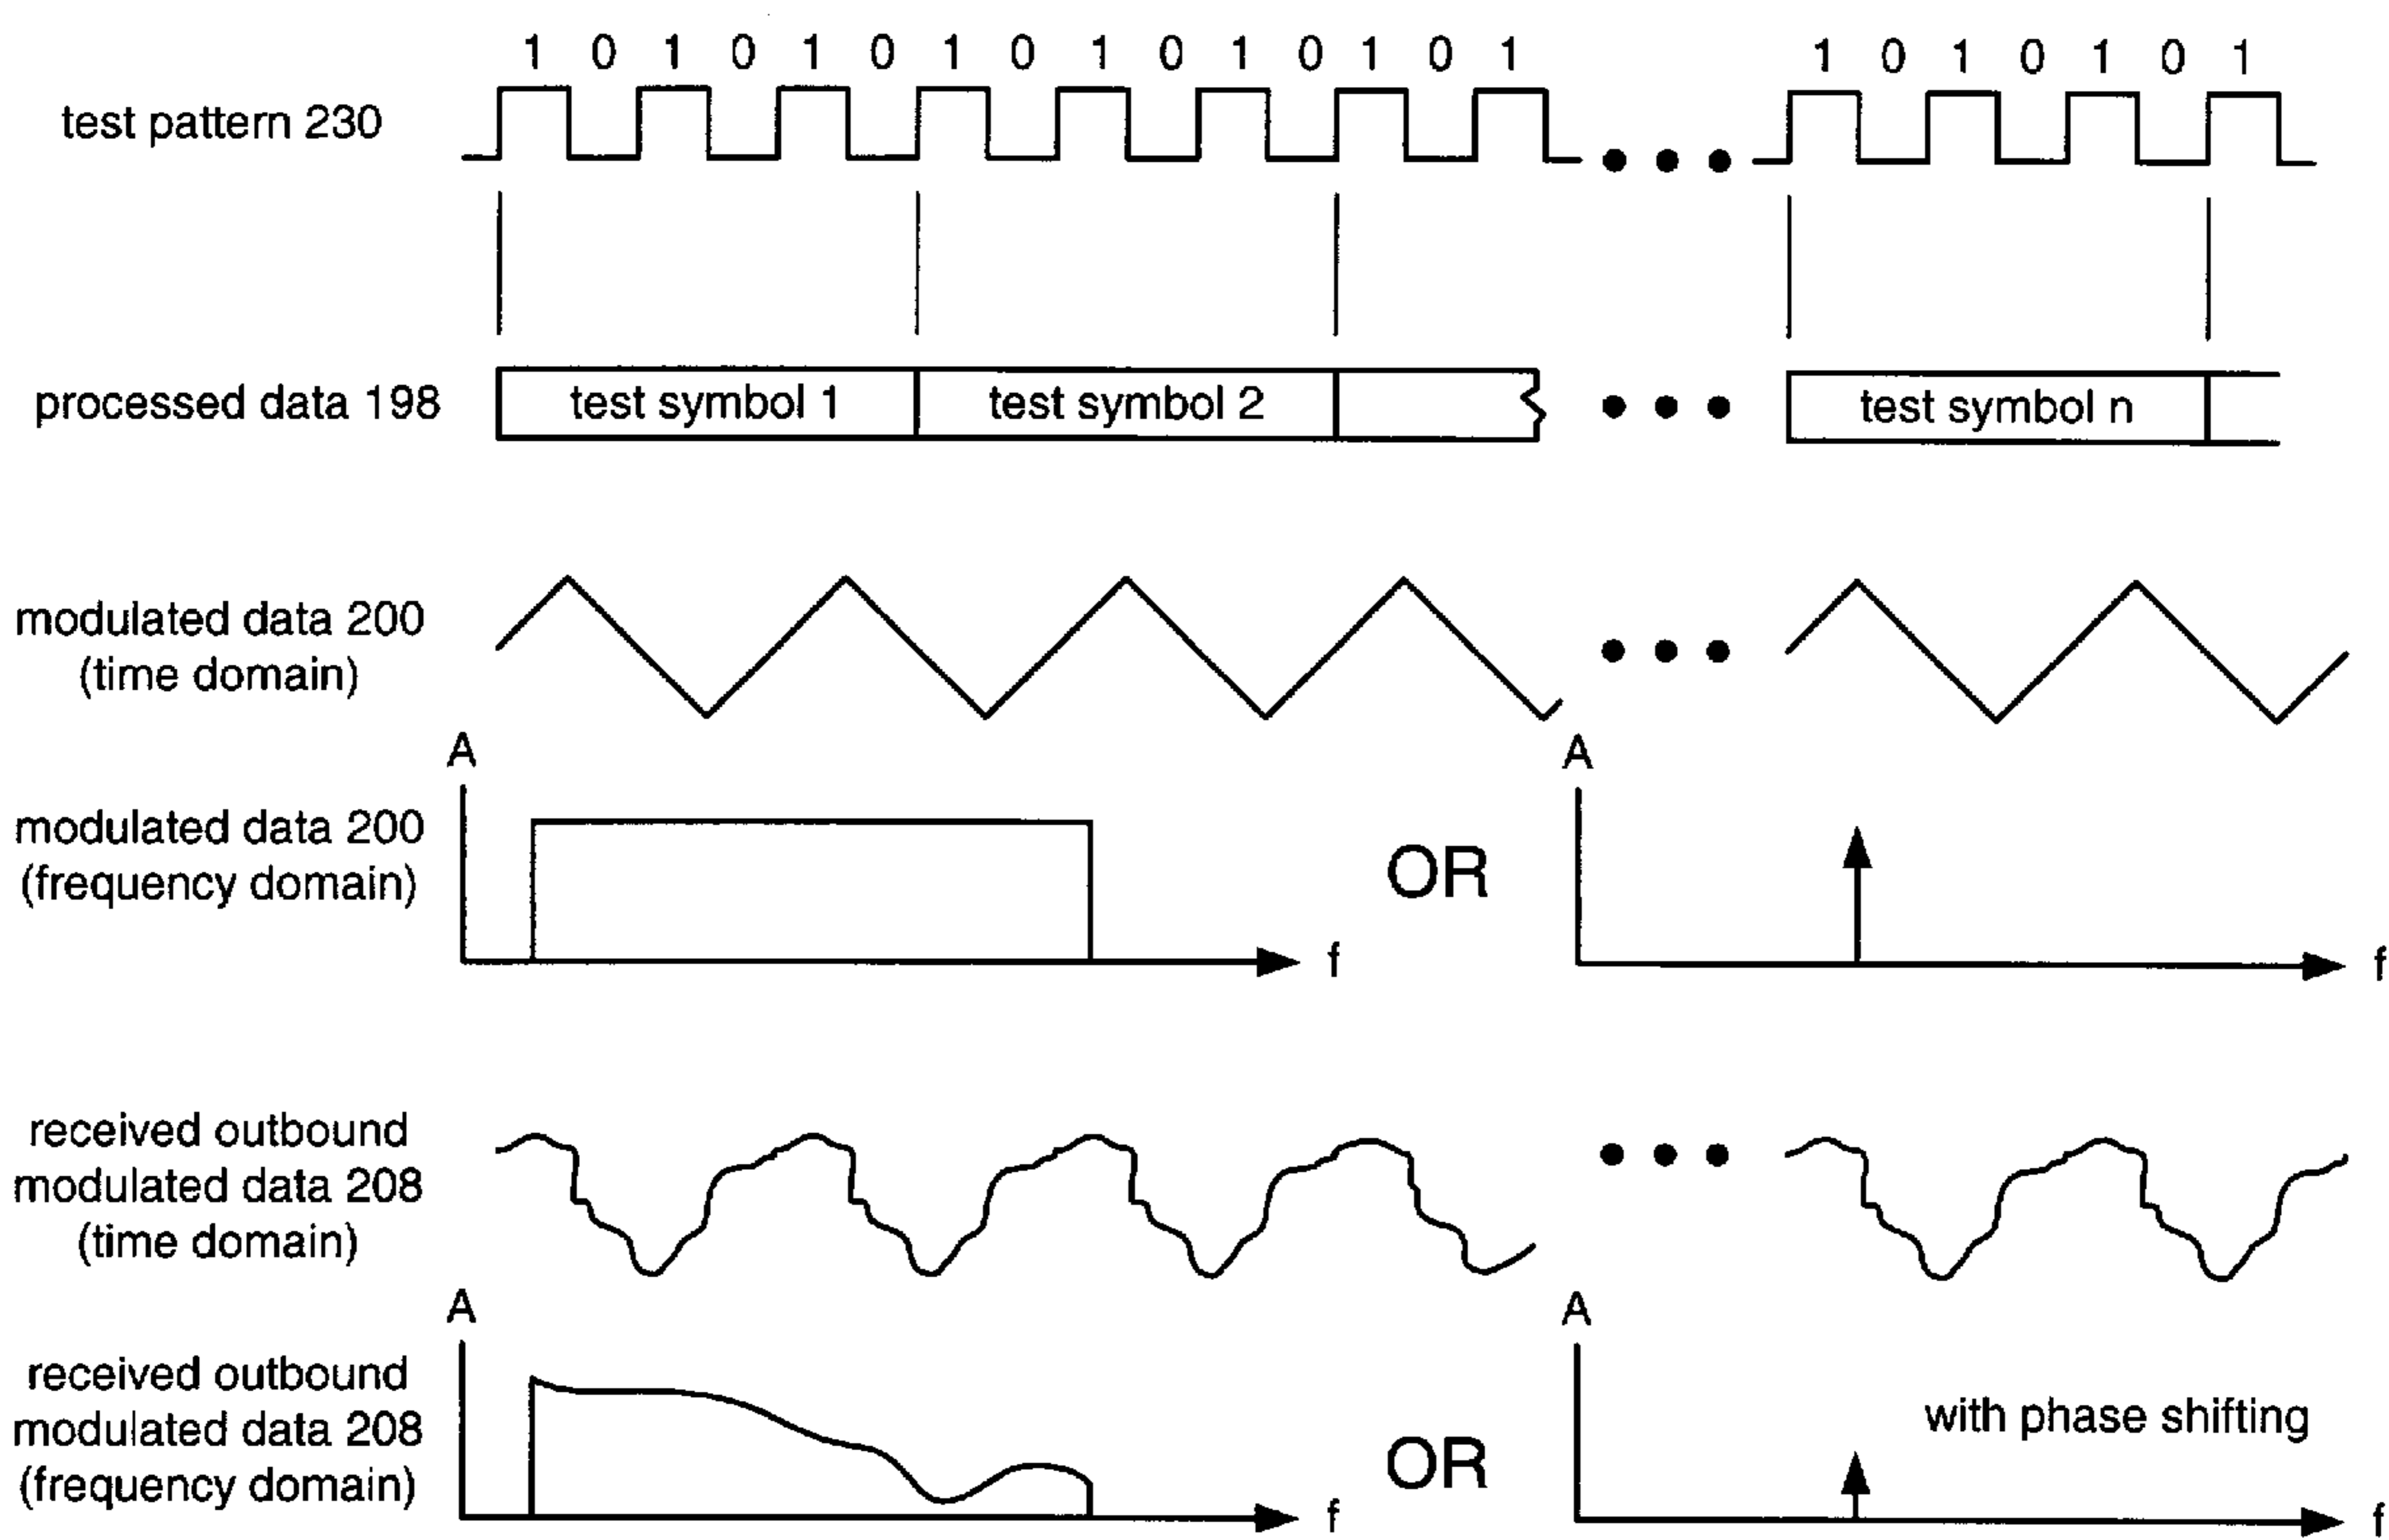 1 0 1 0 1 0 1 0 1 0 1 0 1 0 1 1 0 1 0 1 0 1
test pattern 230
processed data 198 test symbol 1 test symbol 2 test symbol n
modulated data 200
(time domain)
A A
modulated data 200
(frequency domain)
OR
f f
received outbound
modulated data 208
(time domain)
A A
received outbound
modulated data 208
(frequency domain)
OR
with phase shifting
f f